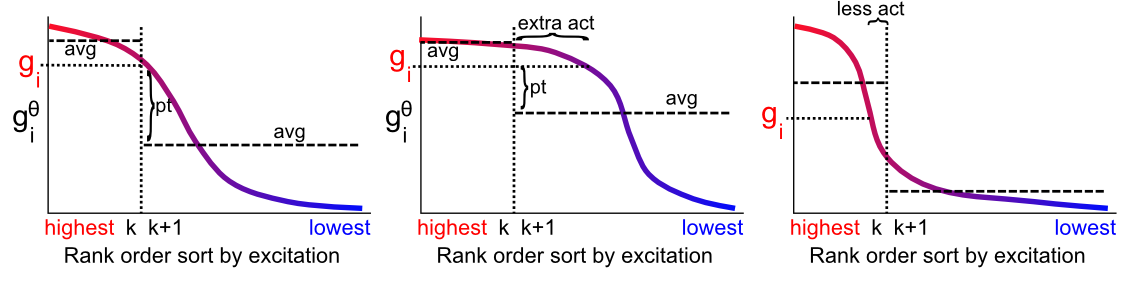 avg
g i
g i θ
pt
avg
highest k k+1 lowest
Rank order sort by excitation
extra act
avg
g i
g i θ
pt
avg
highest k k+1 lowest
Rank order sort by excitation
less act
g i
highest k k+1 lowest
Rank order sort by excitation